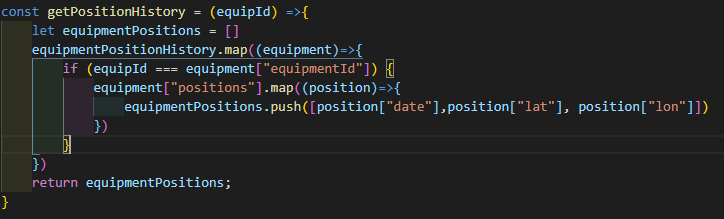 const getPositionHistory = (equipId) =>{
let equipmentPositions = []
equipmentPositionHistory.map((equipment)=>{
if (equipId === equipment["equipmentId"]) {
equipment["positions"].map((position)=>{
equipmentPositions.push([position["date"],position["lat"], position["lon"]])
})
}
})
return equipmentPositions;
}